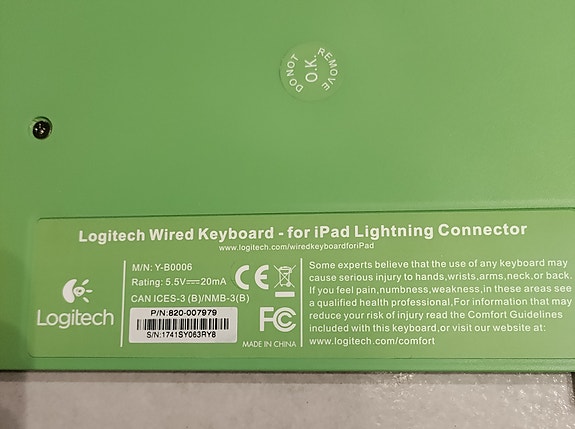 DO NOT REMOVE
O.K.
Logitech Wired Keyboard - for iPad Lightning Connector
www.logitech.com/wiredkeyboardforiPad
Logitech
M/N: Y-B0006
Rating: 5.5V⎓20mA
CAN ICES-3 (B)/NMB-3(B)
P/N:820-007979
S/N:1741SY063RY8
CE
FC
MADE IN CHINA
Some experts believe that the use of any keyboard may
cause serious injury to hands,wrists,arms,neck,or back.
If you feel pain,numbness,weakness,in these areas see
a qualified health professional,For information that may
reduce your risk of injury read the Comfort Guidelines
included with this keyboard,or visit our website at:
www.logitech.com/comfort